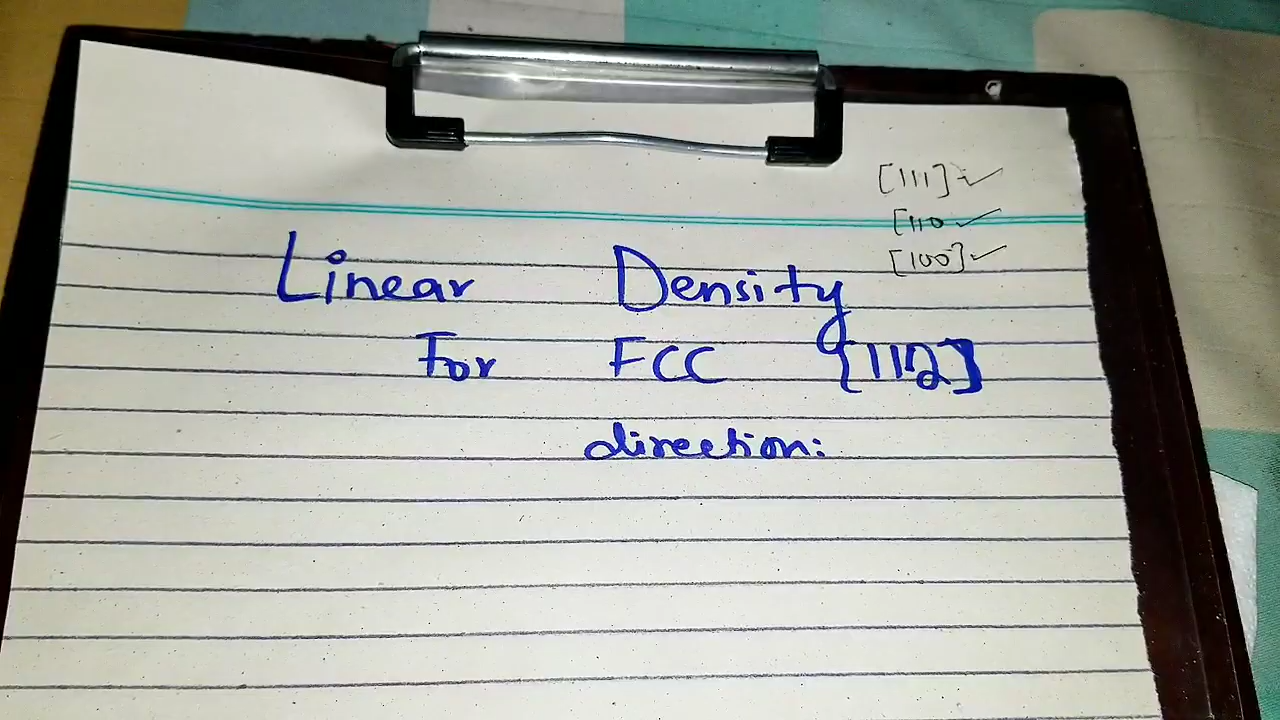 [111] ✓
[110 ✓
[100] ✓
Linear Density
For FCC [112]
direction: